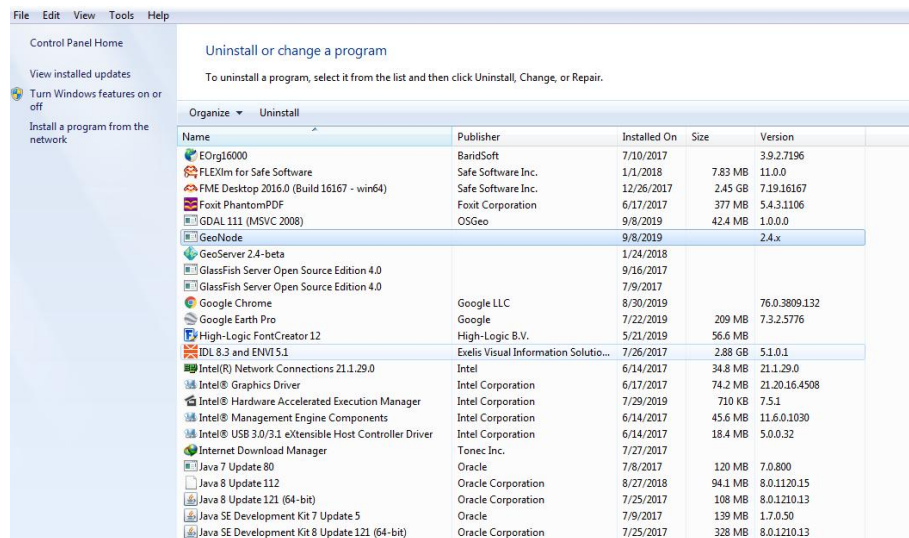 File Edit View Tools Help
Control Panel Home
View installed updates
Turn Windows features on or
off
Install a program from the
network
Uninstall or change a program
To uninstall a program, select it from the list and then click Uninstall, Change, or Repair.
Organize Uninstall
Name Publisher Installed On Size Version
EOrg16000 BaridSoft 7/10/2017 3.9.2.7196
FLEXlm for Safe Software Safe Software Inc. 1/1/2018 7.83 MB 11.0.0
FME Desktop 2016.0 (Build 16167 - win64) Safe Software Inc. 12/26/2017 2.45 GB 7.19.16167
Foxit PhantomPDF Foxit Corporation 6/17/2017 377 MB 5.4.3.1106
GDAL 111 (MSVC 2008) OSGeo 9/8/2019 42.4 MB 1.0.0.0
GeoNode 9/8/2019 2.4.x
GeoServer 2.4-beta 1/24/2018
GlassFish Server Open Source Edition 4.0 9/16/2017
GlassFish Server Open Source Edition 4.0 7/9/2017
Google Chrome Google LLC 8/30/2019 76.0.3809.132
Google Earth Pro Google 7/22/2019 209 MB 7.3.2.5776
High-Logic FontCreator 12 High-Logic B.V. 5/21/2019 56.6 MB
IDL 8.3 and ENVI 5.1 Exelis Visual Information Solutio... 7/26/2017 2.88 GB 5.1.0.1
Intel(R) Network Connections 21.1.29.0 Intel 6/14/2017 34.8 MB 21.1.29.0
Intel® Graphics Driver Intel Corporation 6/17/2017 74.2 MB 21.20.16.4508
Intel® Hardware Accelerated Execution Manager Intel Corporation 7/29/2019 710 KB 7.5.1
Intel® Management Engine Components Intel Corporation 6/14/2017 45.6 MB 11.6.0.1030
Intel® USB 3.0/3.1 eXtensible Host Controller Driver Intel Corporation 6/14/2017 18.4 MB 5.0.0.32
Internet Download Manager Tonec Inc. 7/27/2017
Java 7 Update 80 Oracle 7/8/2017 120 MB 7.0.800
Java 8 Update 112 Oracle Corporation 8/27/2018 94.1 MB 8.0.1120.15
Java 8 Update 121 (64-bit) Oracle Corporation 7/25/2017 108 MB 8.0.1210.13
Java SE Development Kit 7 Update 5 Oracle 7/9/2017 139 MB 1.7.0.50
Java SE Development Kit 8 Update 121 (64-bit) Oracle Corporation 7/25/2017 328 MB 8.0.1210.13